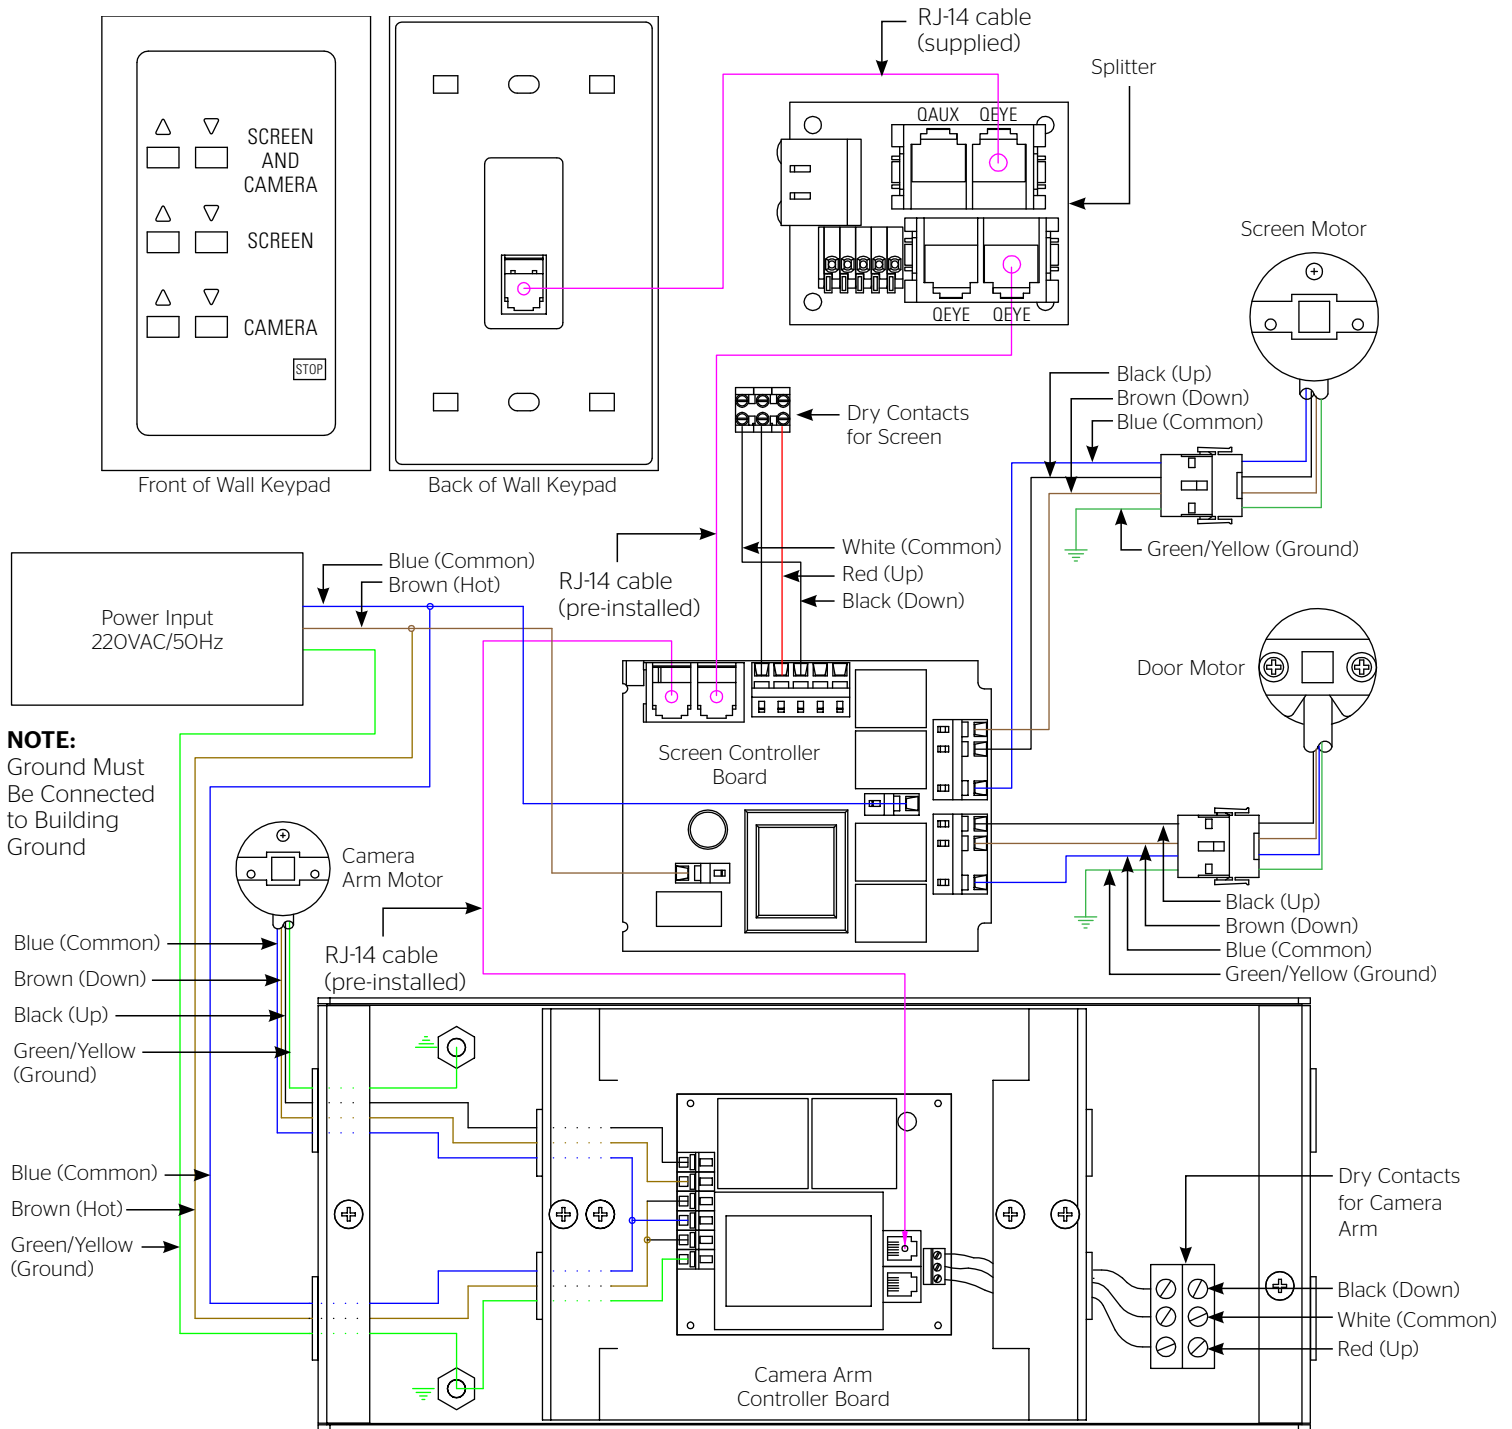 RJ-14 cable
(supplied)
Splitter
QAUX QEYE
QEYE QEYE
SCREEN
AND
CAMERA
SCREEN
CAMERA
STOP
Front of Wall Keypad
Back of Wall Keypad
Screen Motor
Black (Up)
Brown (Down)
Blue (Common)
Green/Yellow (Ground)
Dry Contacts
for Screen
White (Common)
Red (Up)
Black (Down)
RJ-14 cable
(pre-installed)
Blue (Common)
Brown (Hot)
Power Input
220VAC/50Hz
NOTE:
Ground Must
Be Connected
to Building
Ground
Door Motor
Screen Controller
Board
Black (Up)
Brown (Down)
Blue (Common)
Green/Yellow (Ground)
Camera
Arm Motor
RJ-14 cable
(pre-installed)
Blue (Common)
Brown (Down)
Black (Up)
Green/Yellow
(Ground)
Blue (Common)
Brown (Hot)
Green/Yellow
(Ground)
Dry Contacts
for Camera
Arm
Black (Down)
White (Common)
Red (Up)
Camera Arm
Controller Board